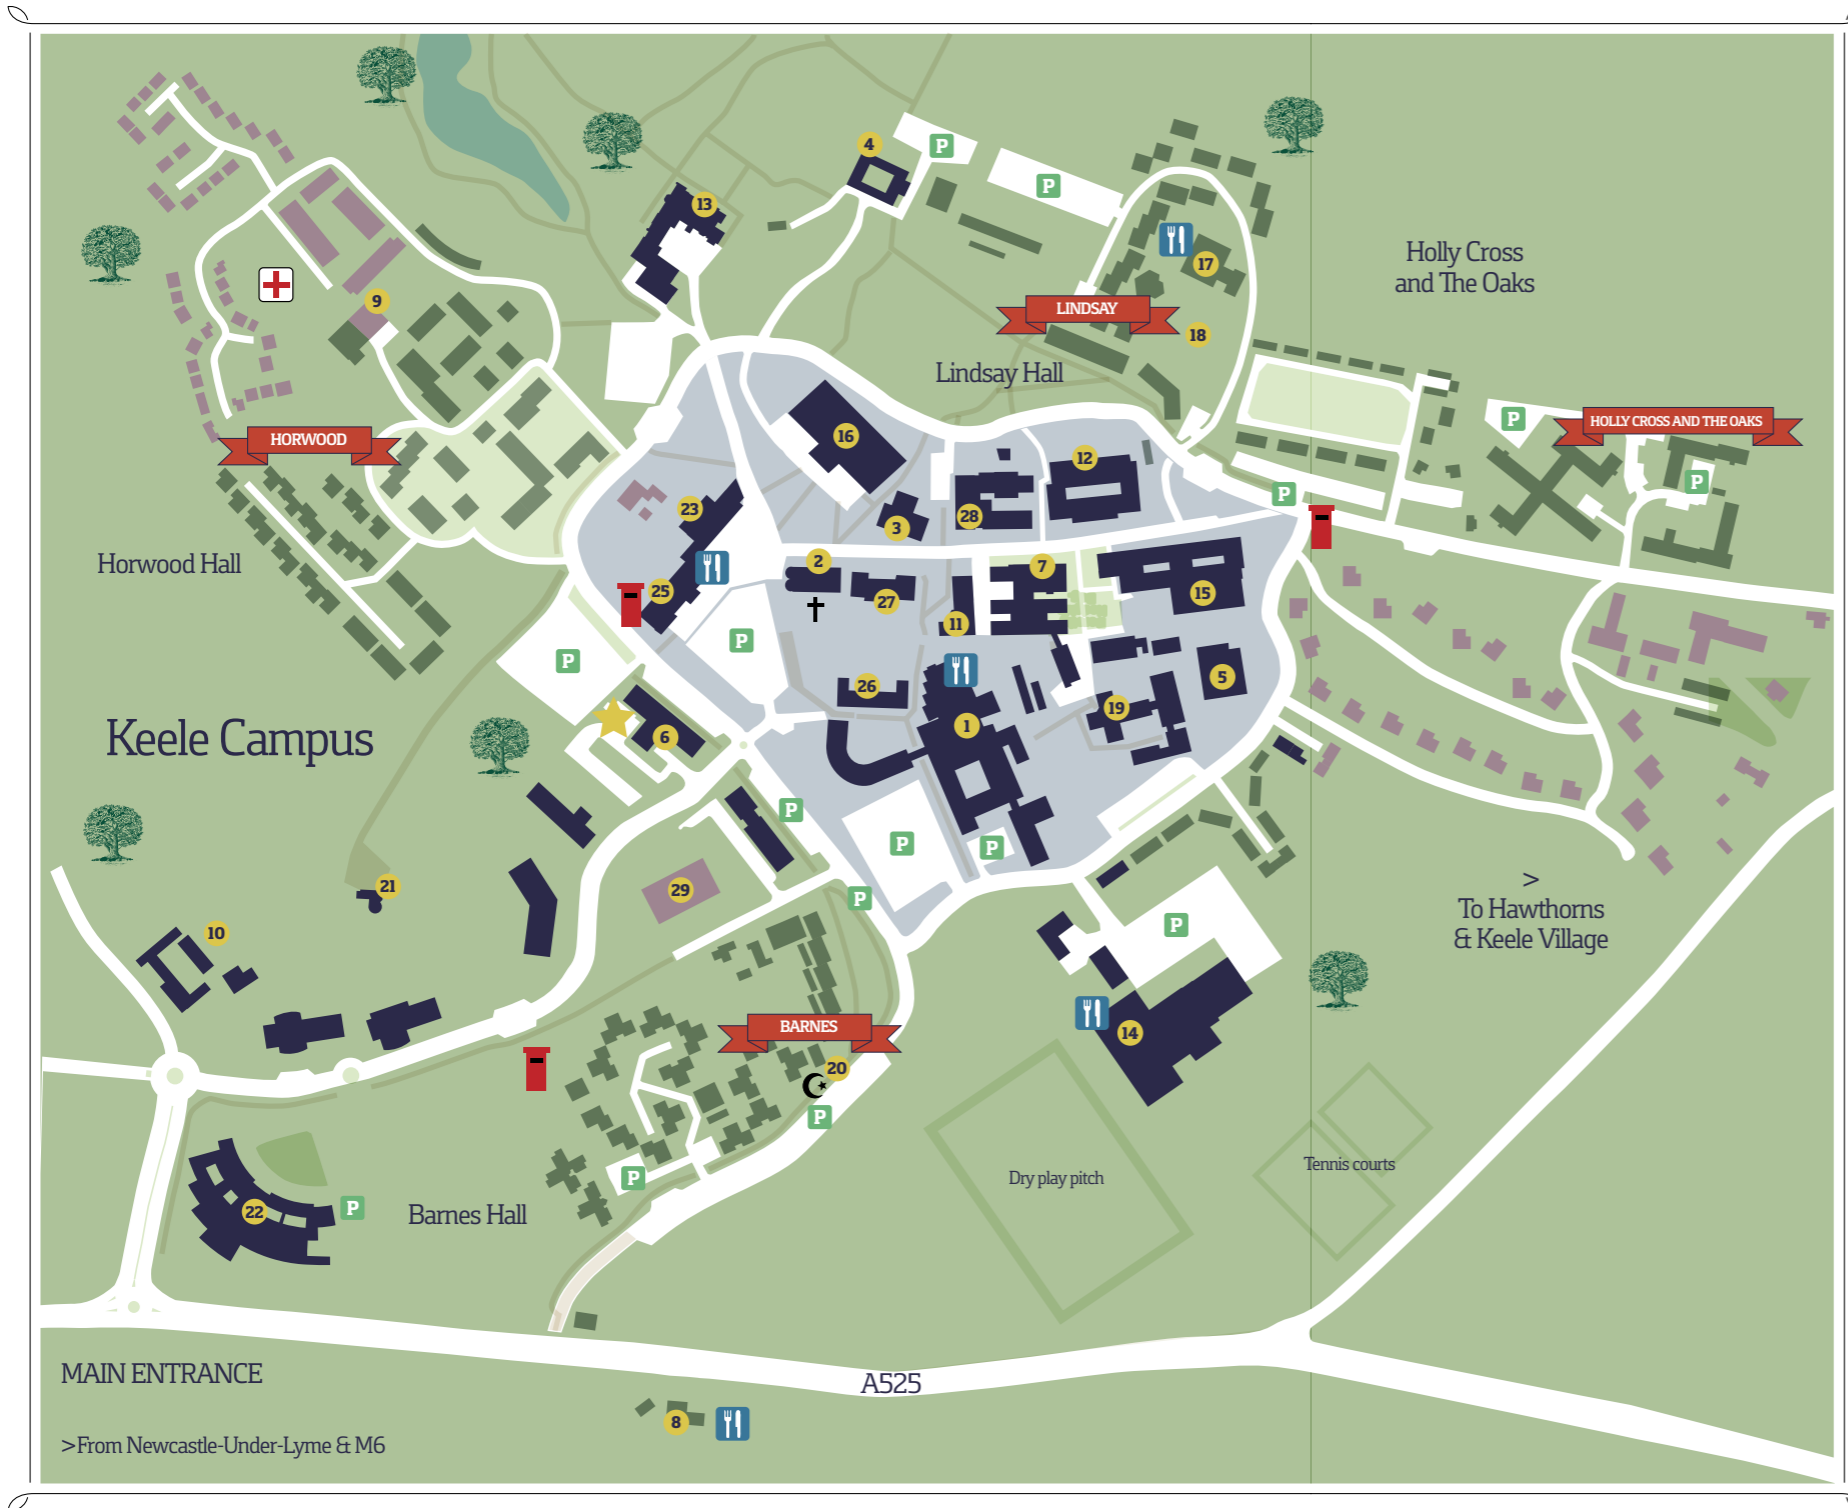 4
P
P
13
17
Holly Cross
and The Oaks
9
LINDSAY
18
Lindsay Hall
HORWOOD
16
P
HOLLY CROSS AND THE OAKS
12
P
P
23
3
28
Horwood Hall
2
7
25
27
15
11
P
P
26
5
19
Keele Campus
6
1
P
P
P
21
29
P
>
To Hawthorns
& Keele Village
P
10
BARNES
14
20
P
Tennis courts
P
Dry play pitch
22
P
Barnes Hall
MAIN ENTRANCE
A525
8
>From Newcastle-Under-Lyme & M6